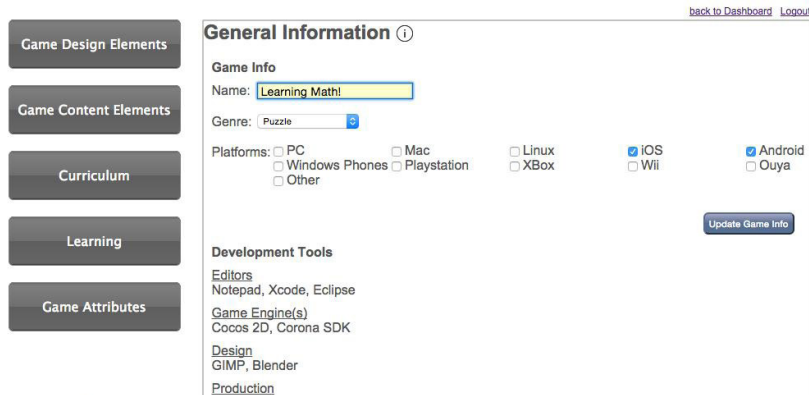 back to Dashboard Logout
Game Design Elements
Game Content Elements
Curriculum
Learning
Game Attributes
General Information i
Game Info
Name: Learning Math!
Genre: Puzzle
Platforms: PC Mac Linux iOS Android
Windows Phones Playstation XBox Wii Ouya
Other
Update Game Info
Development Tools
Editors
Notepad, Xcode, Eclipse
Game Engine(s)
Cocos 2D, Corona SDK
Design
GIMP, Blender
Production